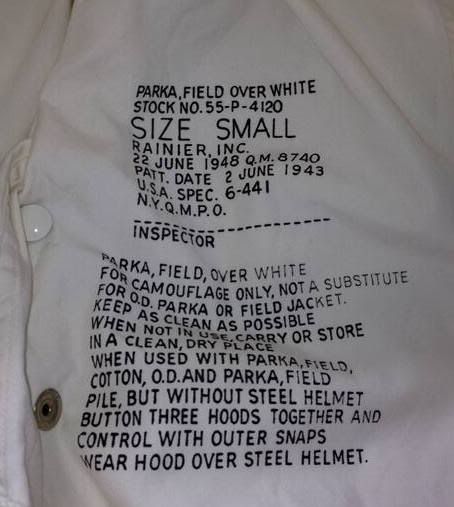 PARKA, FIELD OVER WHITE
STOCK NO. 55-P-4120
SIZE SMALL
RAINIER, INC.
22 JUNE 1948 Q.M. 8740
PATT. DATE 2 JUNE 1943
U.S.A. SPEC. 6-441
N.Y.Q.M.P.O.
INSPECTOR
PARKA, FIELD, OVER WHITE
FOR CAMOUFLAGE ONLY, NOT A SUBSTITUTE
FOR O.D. PARKA OR FIELD JACKET.
KEEP AS CLEAN AS POSSIBLE
WHEN NOT IN USE, CARRY OR STORE
IN A CLEAN, DRY PLACE
WHEN USED WITH PARKA, FIELD,
COTTON, O.D. AND PARKA, FIELD
PILE, BUT WITHOUT STEEL HELMET
BUTTON THREE HOODS TOGETHER AND
CONTROL WITH OUTER SNAPS
WEAR HOOD OVER STEEL HELMET.